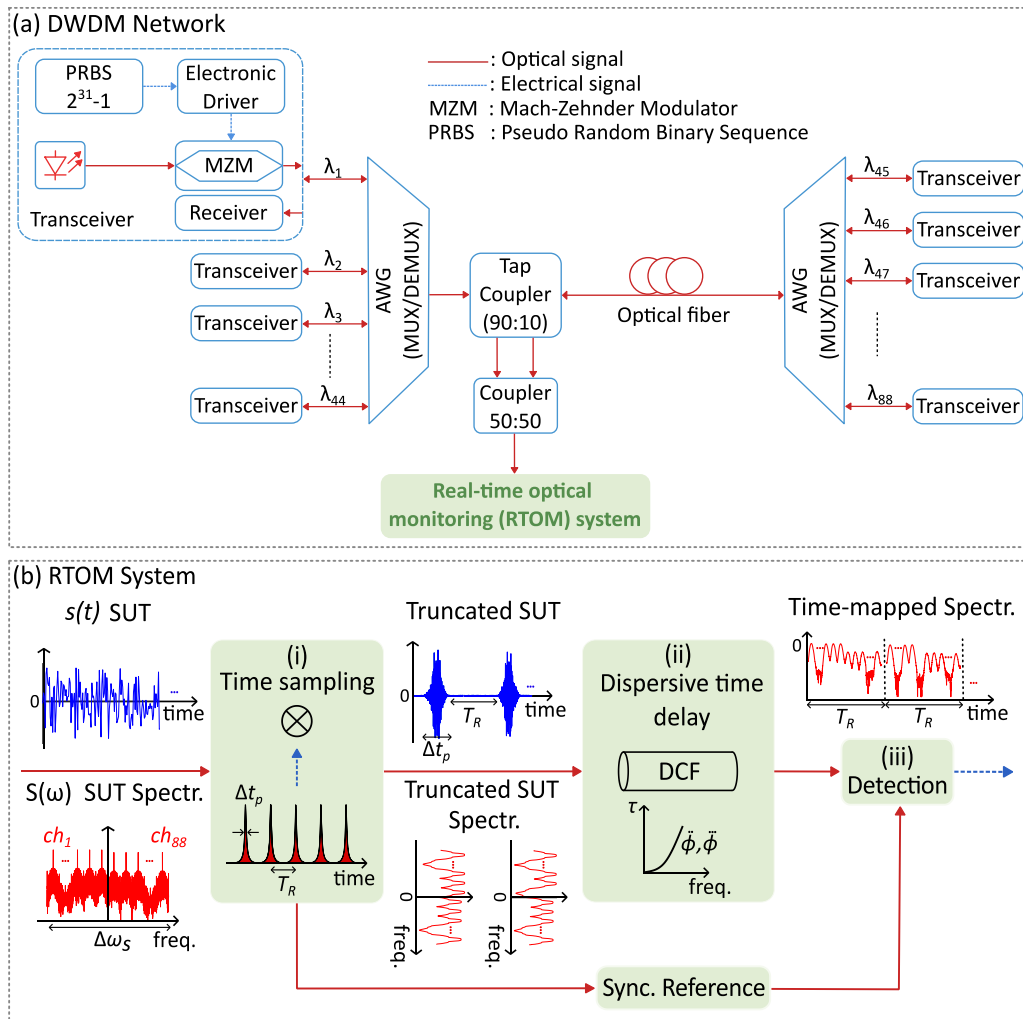 (a) DWDM Network
PRBS
2³¹-1
Electronic
Driver
MZM
Receiver
Transceiver
: Optical signal
: Electrical signal
MZM : Mach-Zehnder Modulator
PRBS : Pseudo Random Binary Sequence
λ₁
Transceiver
λ₂
Transceiver
λ₃
Transceiver
λ₄₄
AWG
(MUX/DEMUX)
Tap
Coupler
(90:10)
Coupler
50:50
Optical fiber
AWG
(MUX/DEMUX)
λ₄₅
Transceiver
λ₄₆
Transceiver
λ₄₇
Transceiver
λ₈₈
Transceiver
Real-time optical
monitoring (RTOM) system
(b) RTOM System
s(t) SUT
0
... time
S(ω) SUT Spectr.
ch₁
ch₈₈
... ...
Δω_S
freq.
(i)
Time sampling
Δt_p
time
T_R
Truncated SUT
0
...
T_R
time
Δt_p
Truncated SUT
Spectr.
0
...
freq.
0
...
freq.
(ii)
Dispersive time
delay
DCF
τ
ϕ̈,ϕ⃛
freq.
Time-mapped Spectr.
0
... ... ...
T_R
T_R
time
(iii)
Detection
Sync. Reference